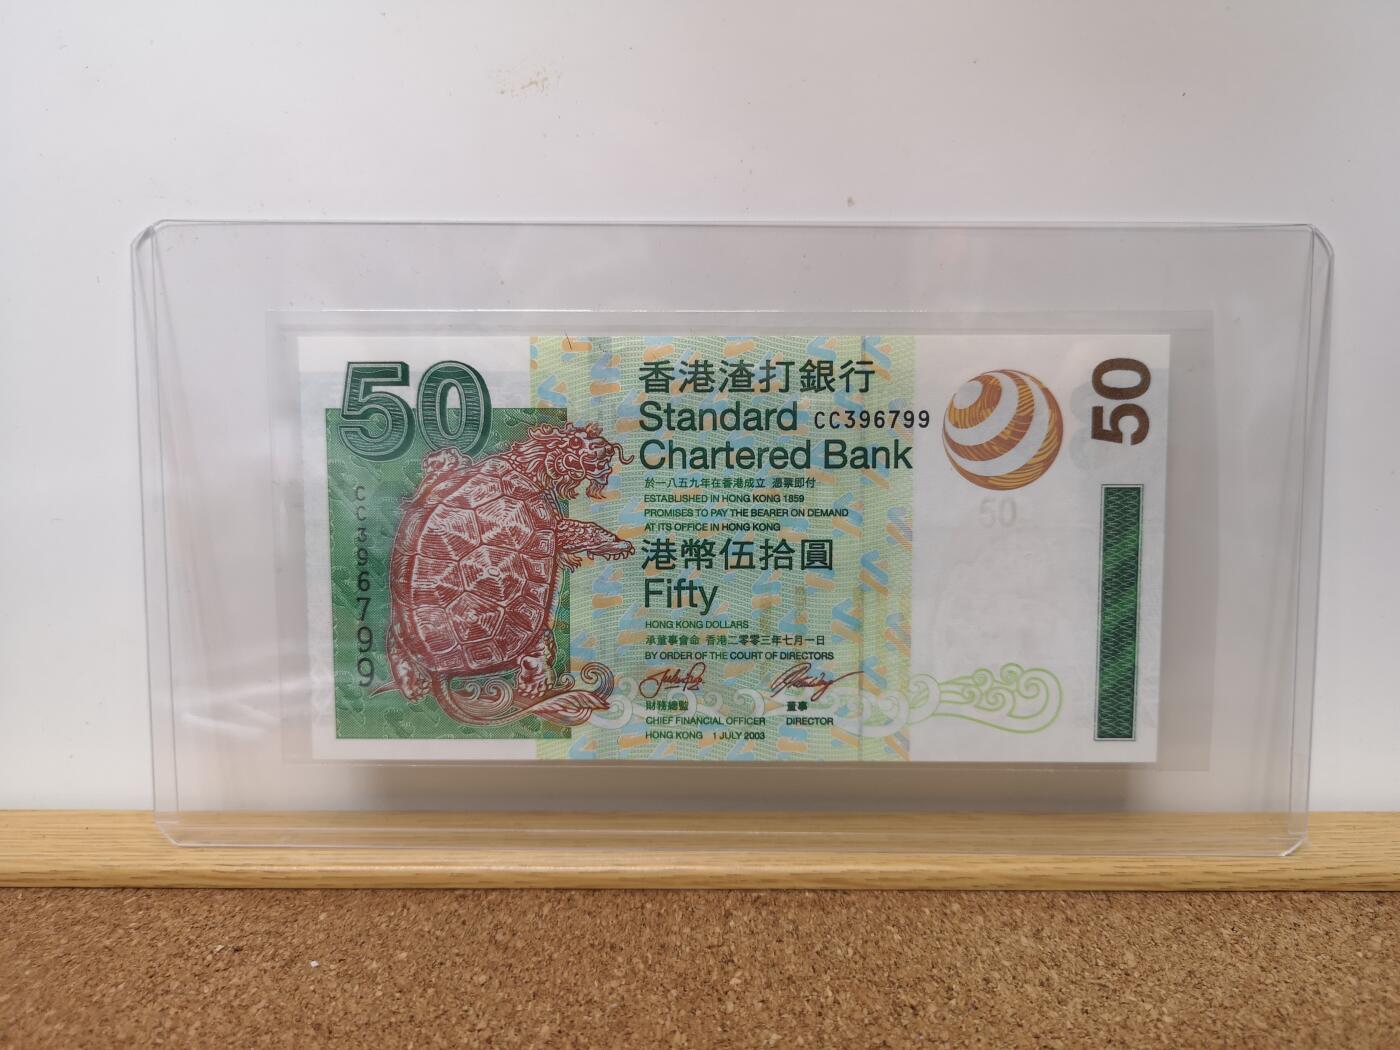 50
CC396799
香港渣打銀行
Standard CC396799
Chartered Bank
於一八五九年在香港成立 憑票即付
ESTABLISHED IN HONG KONG 1859
PROMISES TO PAY THE BEARER ON DEMAND
AT ITS OFFICE IN HONG KONG
港幣伍拾圓
Fifty
HONG KONG DOLLARS
承董事會命 香港二零零三年七月一日
BY ORDER OF THE COURT OF DIRECTORS
財務總監 董事
CHIEF FINANCIAL OFFICER DIRECTOR
HONG KONG 1 JULY 2003
50
50